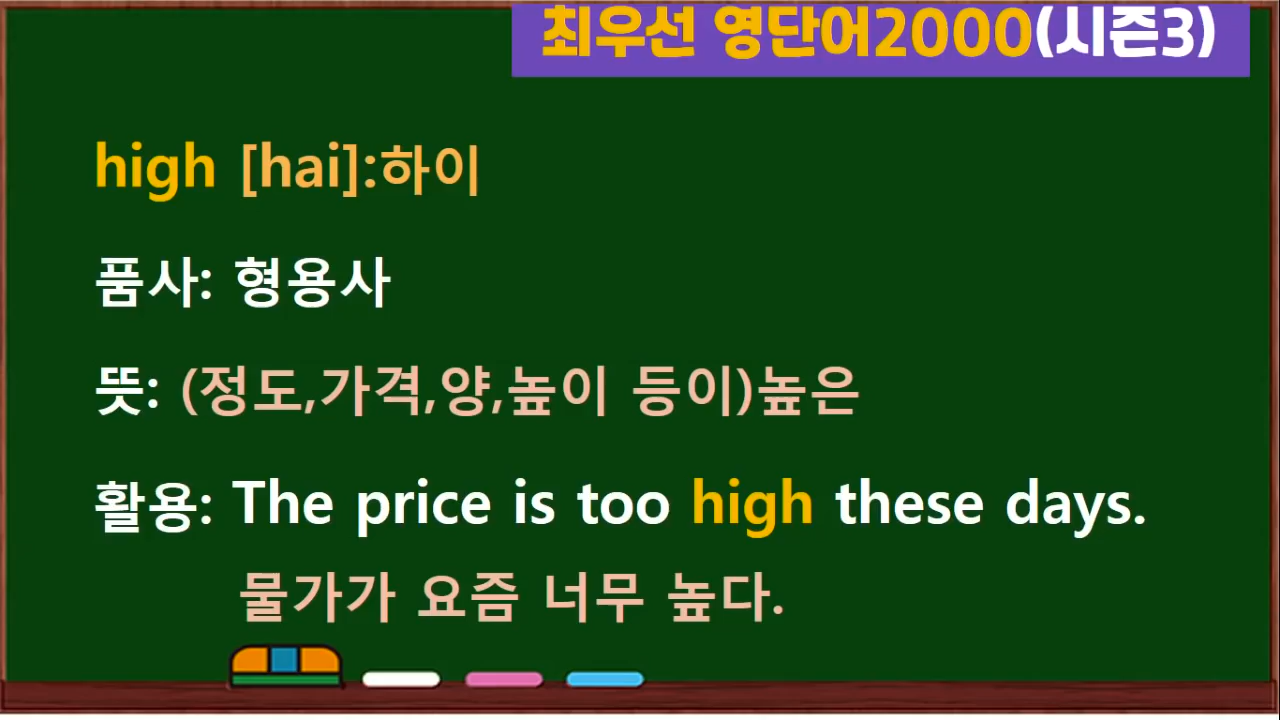 최우선 영단어2000(시즌3)
high [hai]:하이
품사: 형용사
뜻: (정도,가격,양,높이 등이)높은
활용: The price is too high these days.
물가가 요즘 너무 높다.